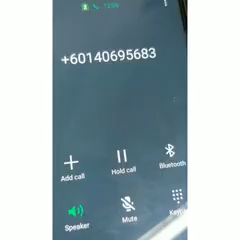 +60140695683
Add call
Hold call
Bluetooth
Speaker
Mute